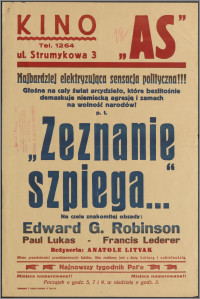 KINO
„AS"
Tel. 1264
ul. Strumykowa 3
Najbardziej elektryzująca sensacja polityczna!!!
Głośne na cały świat arcydzieło, które bezlitośnie
demaskuje niemiecką agresję i zamach
na wolność narodów!
p. t.
„Zeznanie
szpiega..."
Na czele znakomitej obsady:
Edward G. Robinson
Paul Lukas - Francis Lederer
Reżyseria: ANATOLE LITVAK
Najnowszy tygodnik Pat'a
Miejsca numerowane!!
Miejsca numerowane!!
Początek o godz. 5, 7 i 9, w niedzielę o godz. 3.